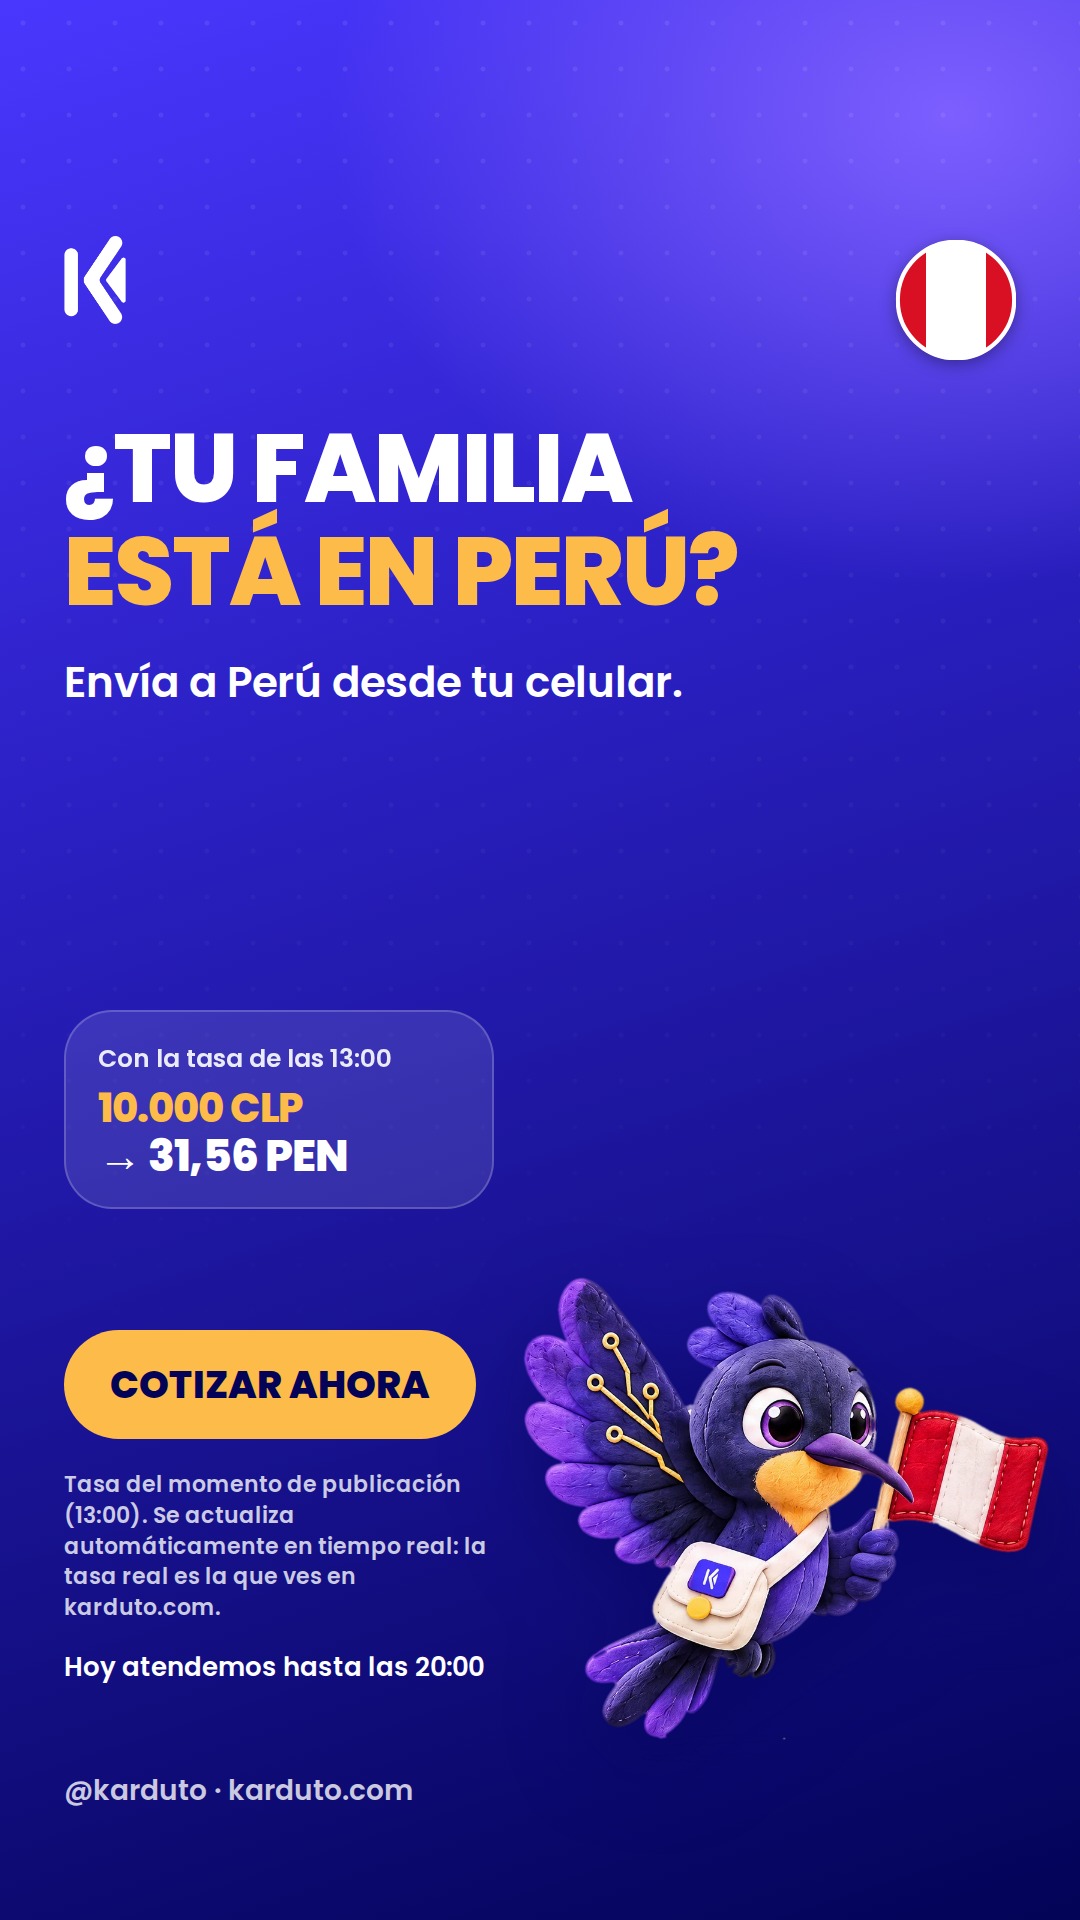 ¿TU FAMILIA
ESTÁ EN PERÚ?
Envía a Perú desde tu celular.
Con la tasa de las 13:00
10.000 CLP
→ 31,56 PEN
COTIZAR AHORA
Tasa del momento de publicación
(13:00). Se actualiza
automáticamente en tiempo real: la
tasa real es la que ves en
karduto.com.
Hoy atendemos hasta las 20:00
@karduto · karduto.com